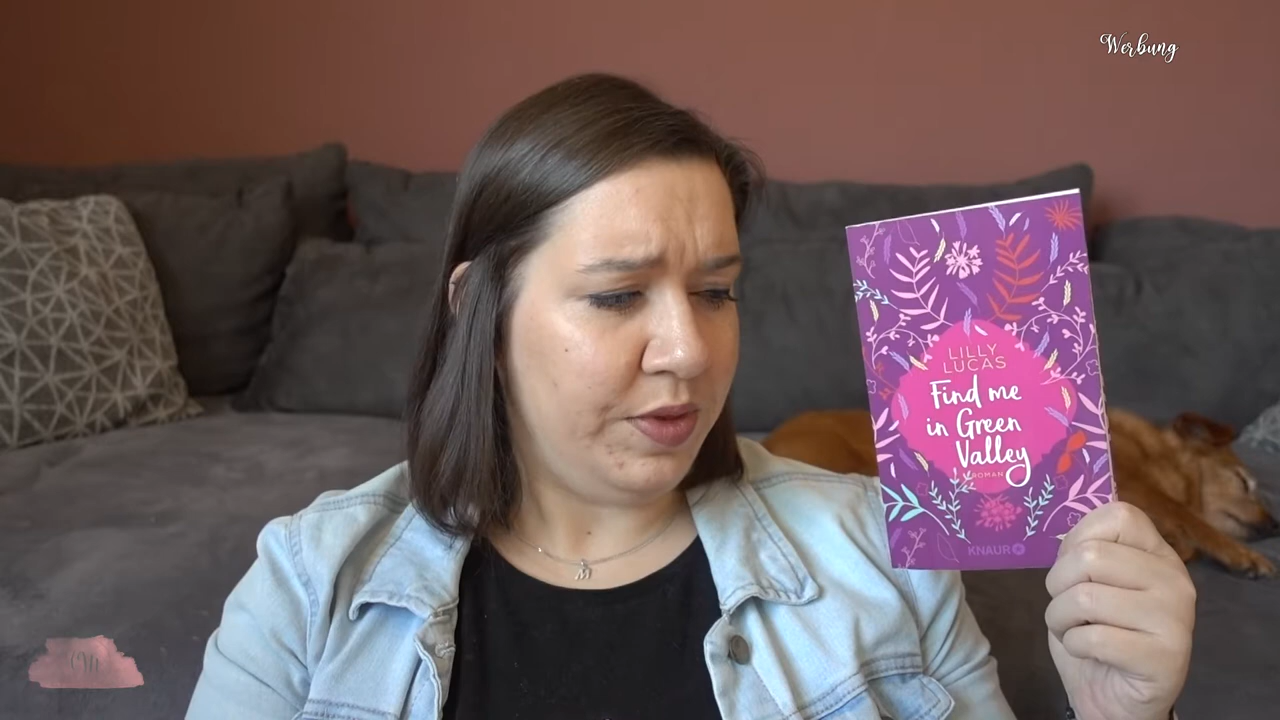 Werbung
LILLY
LUCAS
Find me
in Green
Valley
ROMAN
KNAUR
M